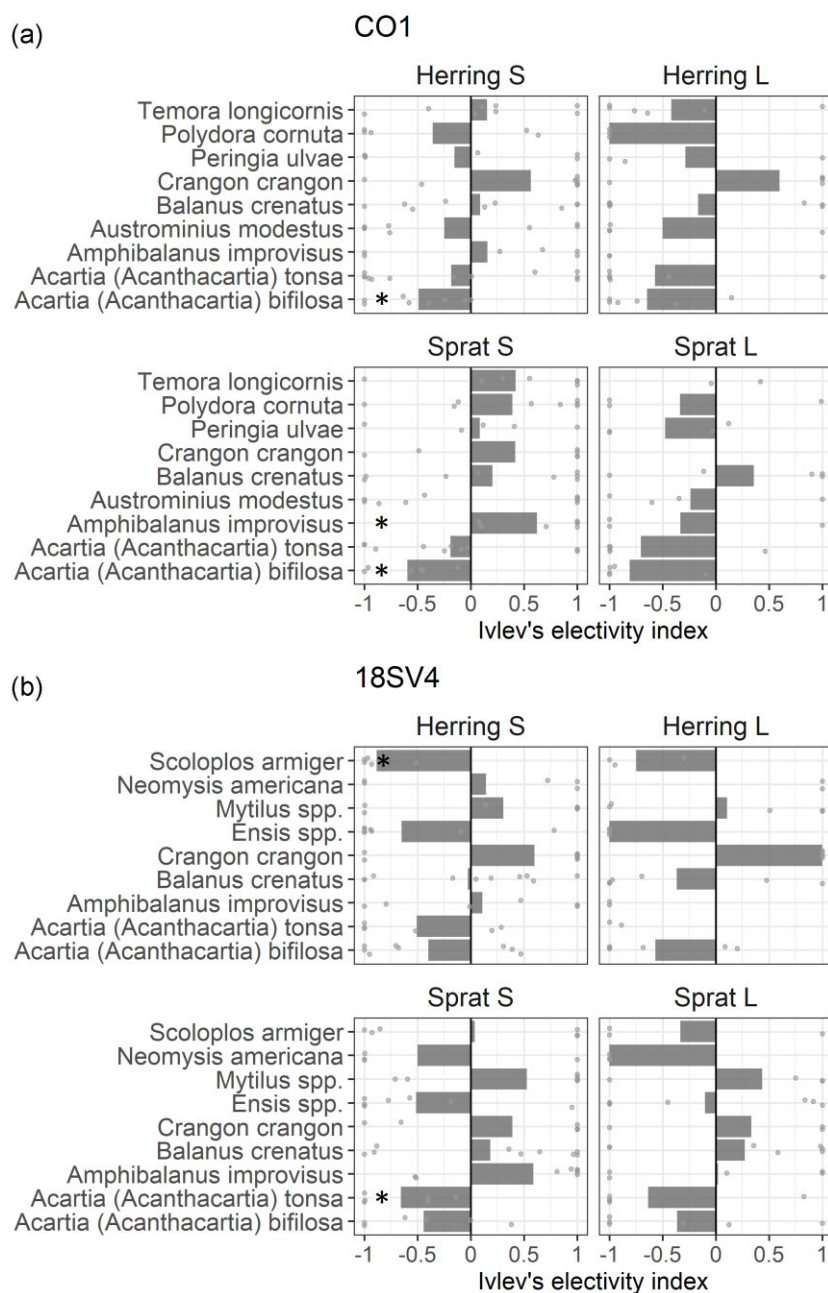 (a)
CO1
Herring S
Herring L
Temora longicornis
Polydora cornuta
Peringia ulvae
Crangon crangon
Balanus crenatus
Austrominius modestus
Amphibalanus improvisus
Acartia (Acanthacartia) tonsa
Acartia (Acanthacartia) bifilosa
*
Sprat S
Sprat L
Temora longicornis
Polydora cornuta
Peringia ulvae
Crangon crangon
Balanus crenatus
Austrominius modestus
Amphibalanus improvisus
*
Acartia (Acanthacartia) tonsa
Acartia (Acanthacartia) bifilosa
*
-1 -0.5 0 0.5 1 -1 -0.5 0 0.5 1
Ivlev's electivity index
(b)
18SV4
Herring S
Herring L
Scoloplos armiger
*
Neomysis americana
Mytilus spp.
Ensis spp.
Crangon crangon
Balanus crenatus
Amphibalanus improvisus
Acartia (Acanthacartia) tonsa
Acartia (Acanthacartia) bifilosa
Sprat S
Sprat L
Scoloplos armiger
Neomysis americana
Mytilus spp.
Ensis spp.
Crangon crangon
Balanus crenatus
Amphibalanus improvisus
Acartia (Acanthacartia) tonsa
*
Acartia (Acanthacartia) bifilosa
-1 -0.5 0 0.5 1 -1 -0.5 0 0.5 1
Ivlev's electivity index